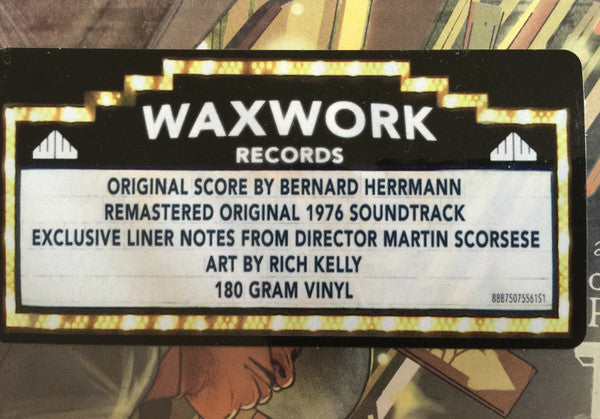 WAXWORK
RECORDS
ORIGINAL SCORE BY BERNARD HERRMANN
REMASTERED ORIGINAL 1976 SOUNDTRACK
EXCLUSIVE LINER NOTES FROM DIRECTOR MARTIN SCORSESE
ART BY RICH KELLY
180 GRAM VINYL
88875075561S1